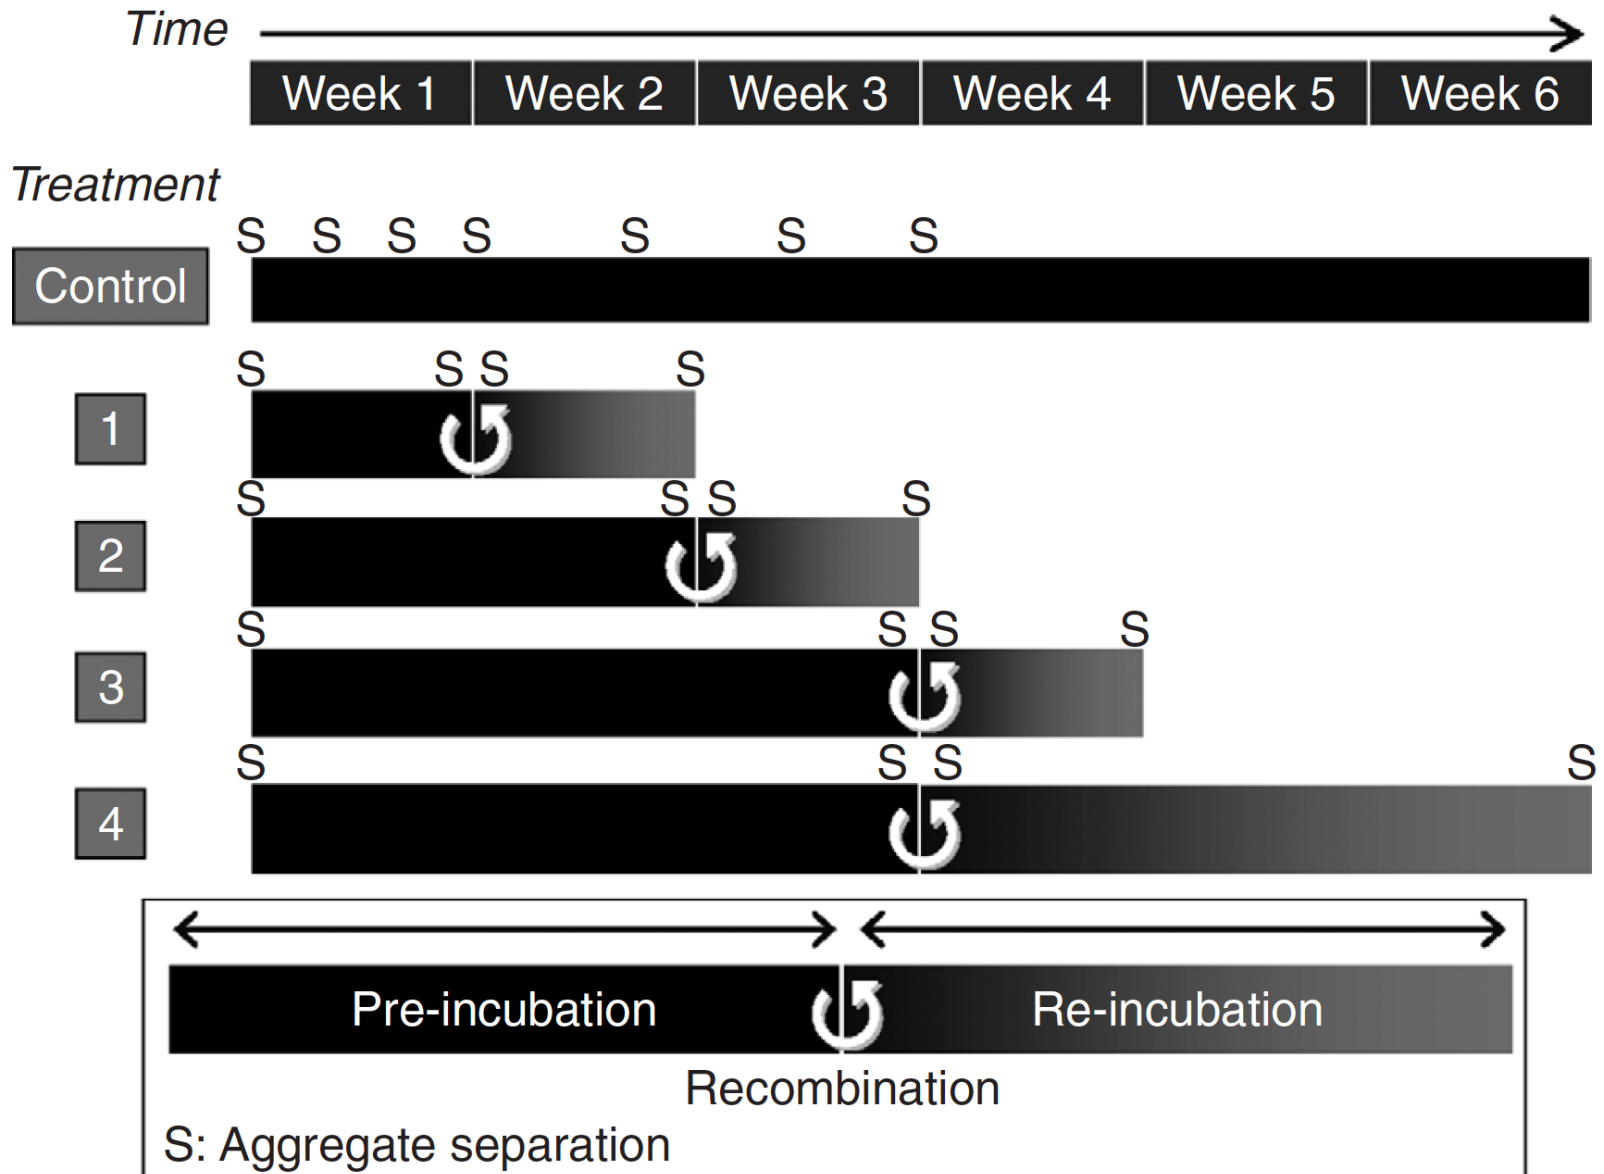 Time
Week 1 Week 2 Week 3 Week 4 Week 5 Week 6
Treatment
S S S S S S S
Control
S S S S
1
S S S S
2
S S S S
3
S S S S
4
Pre-incubation Re-incubation
Recombination
S: Aggregate separation